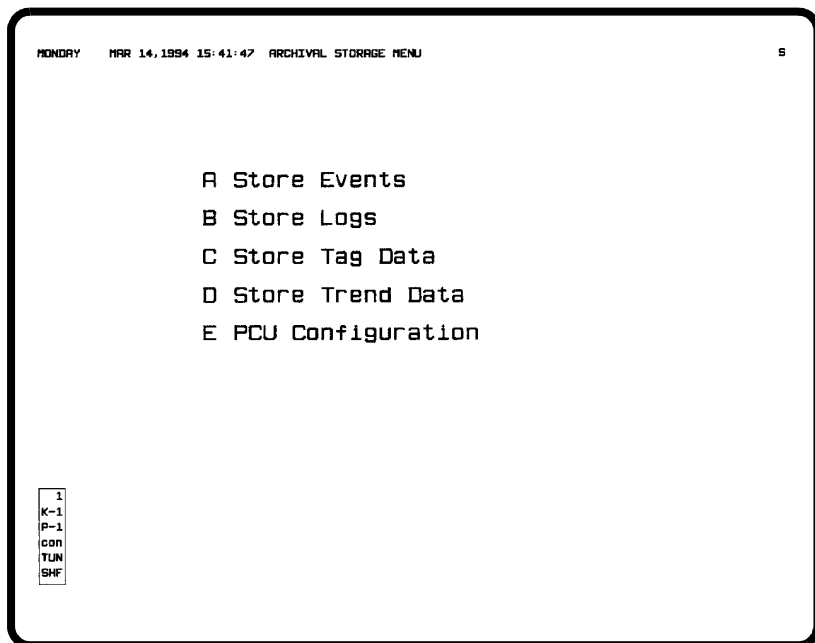 MONDAY MAR 14,1994 15:41:47 ARCHIVAL STORAGE MENU S
A Store Events
B Store Logs
C Store Tag Data
D Store Trend Data
E PCU Configuration
1
K-1
P-1
con
TUN
SHF